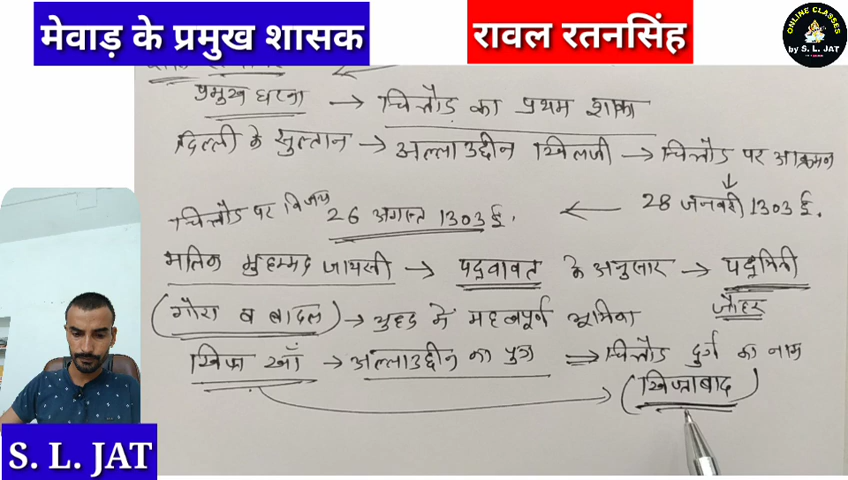 मेवाड़ के प्रमुख शासक
रावल रतनसिंह
ONLINE CLASSES
by S. L. JAT
प्रमुख घटना → चित्तौड़ का प्रथम शाका
दिल्ली के सुल्तान → अल्लाउद्दीन खिलजी → चित्तौड़ पर आक्रमण
28 जनवरी 1303 ई.
चित्तौड़ पर विजय 26 अगस्त 1303 ई. ←
मलिक मुहम्मद जायसी → पद्मावत के अनुसार → पद्मिनी
जौहर
(गौरा व बादल) → युद्ध में महत्वपूर्ण भूमिका
खिज्र खाँ → अल्लाउद्दीन का पुत्र ⇒ चित्तौड़ दुर्ग का नाम
(खिज्राबाद)
S. L. JAT